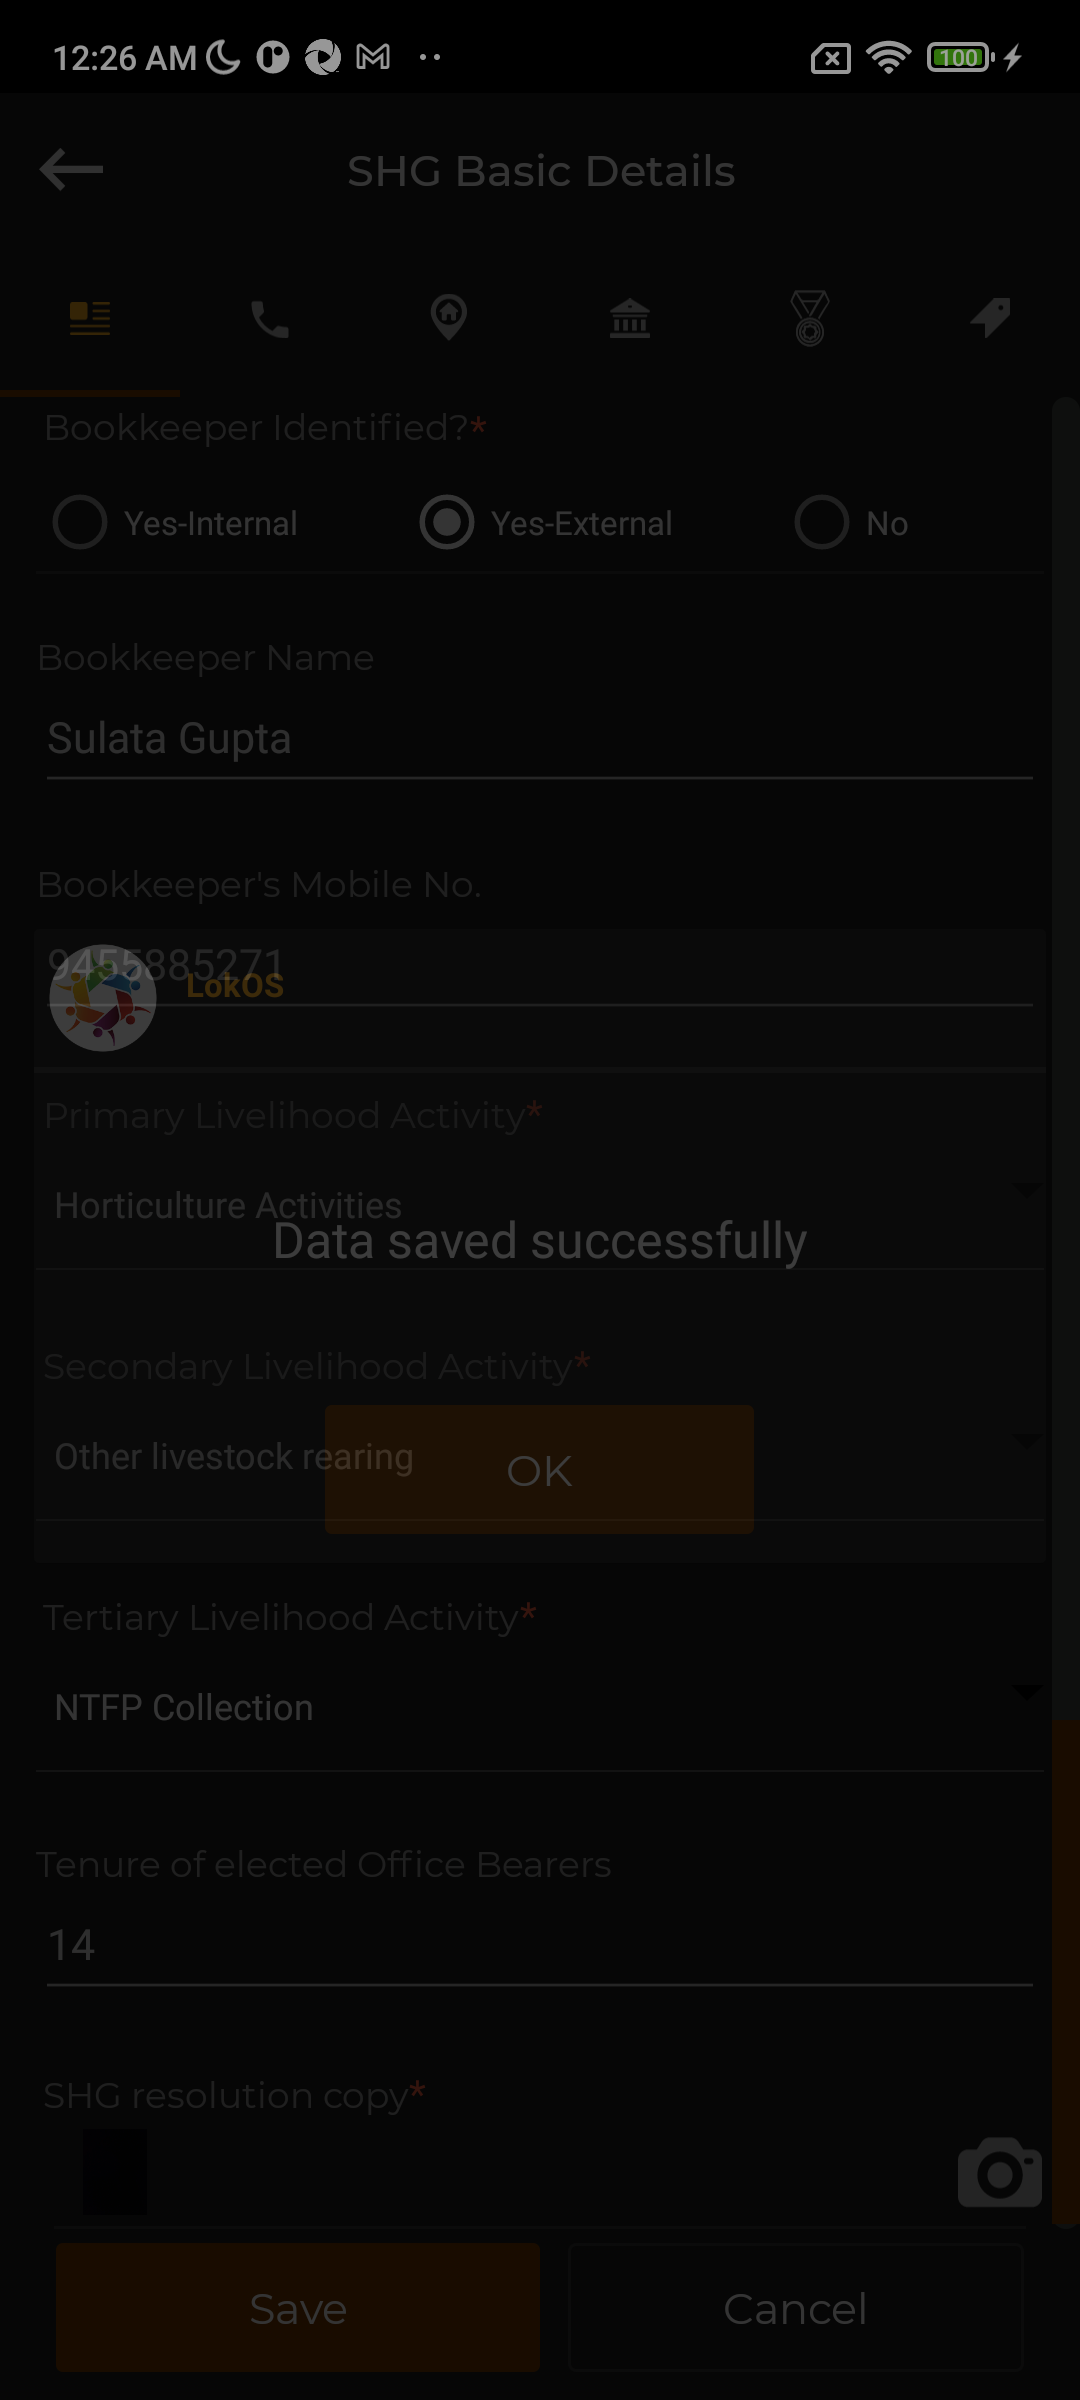 12:26 AM
100
SHG Basic Details
Bookkeeper Identified?*
Yes-Internal
Yes-External
No
Bookkeeper Name
Sulata Gupta
Bookkeeper's Mobile No.
9455885271
LokOS
Primary Livelihood Activity*
Horticulture Activities
Data saved successfully
Secondary Livelihood Activity*
Other livestock rearing
OK
Tertiary Livelihood Activity*
NTFP Collection
Tenure of elected Office Bearers
14
SHG resolution copy*
Save
Cancel